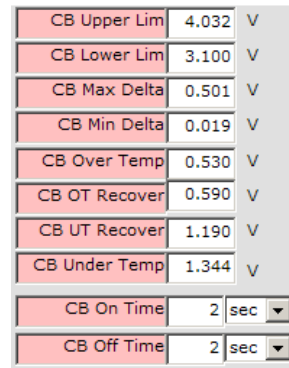 CB Upper Lim 4.032 V
CB Lower Lim 3.100 V
CB Max Delta 0.501 V
CB Min Delta 0.019 V
CB Over Temp 0.530 V
CB OT Recover 0.590 V
CB UT Recover 1.190 V
CB Under Temp 1.344 V
CB On Time 2 sec
CB Off Time 2 sec